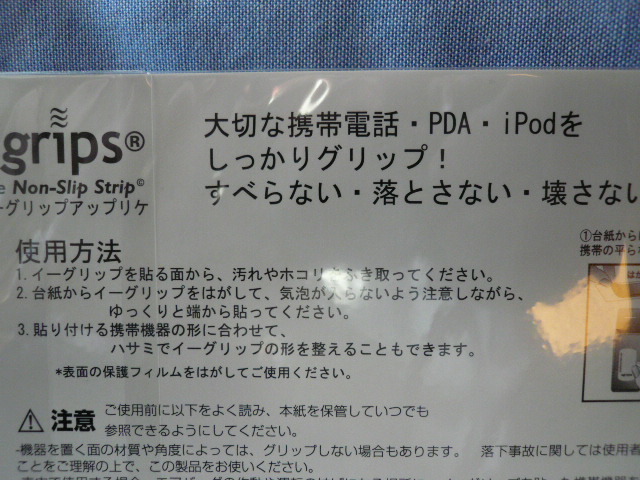 grips®
Non-Slip Strip©
ーグリップアップリケ
大切な携帯電話・PDA・iPodを
しっかりグリップ！
すべらない・落とさない・壊さない
使用方法
1. イーグリップを貼る面から、汚れやホコリをふき取ってください。
2. 台紙からイーグリップをはがして、気泡が入らないよう注意しながら、
ゆっくりと端から貼ってください。
3. 貼り付ける携帯機器の形に合わせて、
ハサミでイーグリップの形を整えることもできます。
*表面の保護フィルムをはがしてご使用ください。
①台紙から
携帯の平ら
注意
ご使用前に以下をよく読み、本紙を保管していつでも
参照できるようにしてください。
-機器を置く面の材質や角度によっては、グリップしない場合もあります。 落下事故に関しては使用者
ことをご理解の上で、この製品をお使いください。